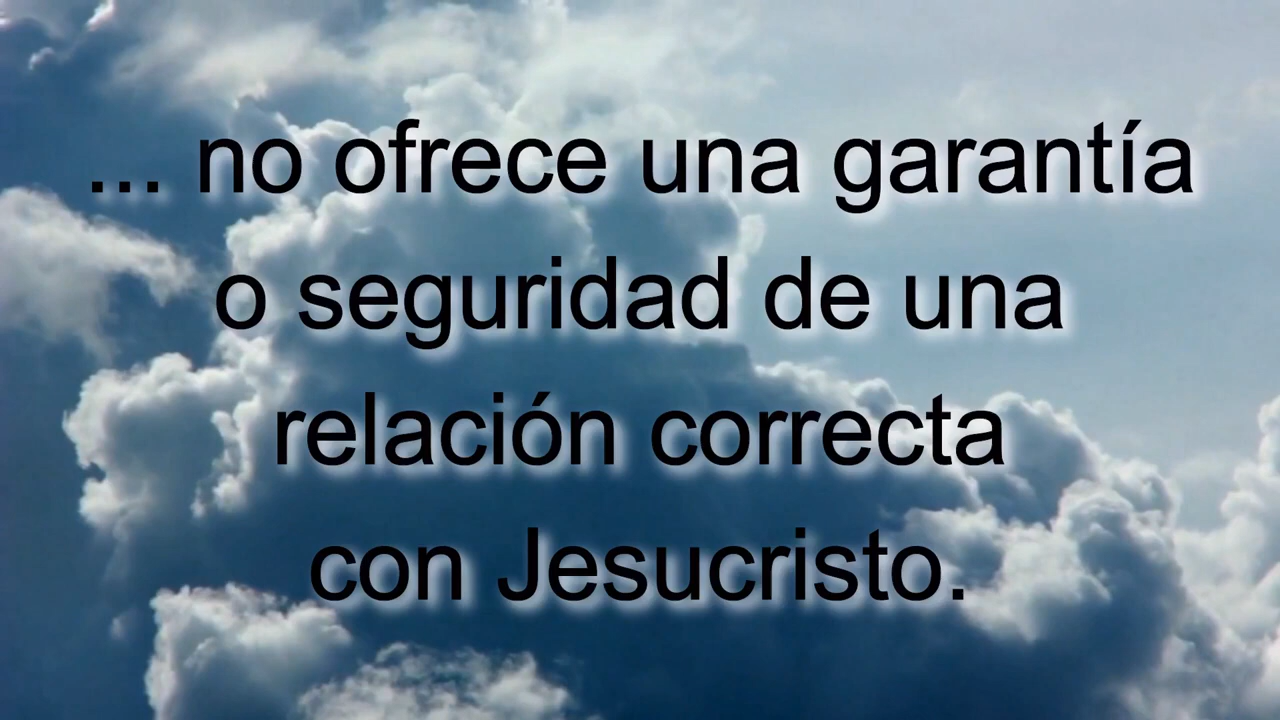 ... no ofrece una garantía
o seguridad de una
relación correcta
con Jesucristo.